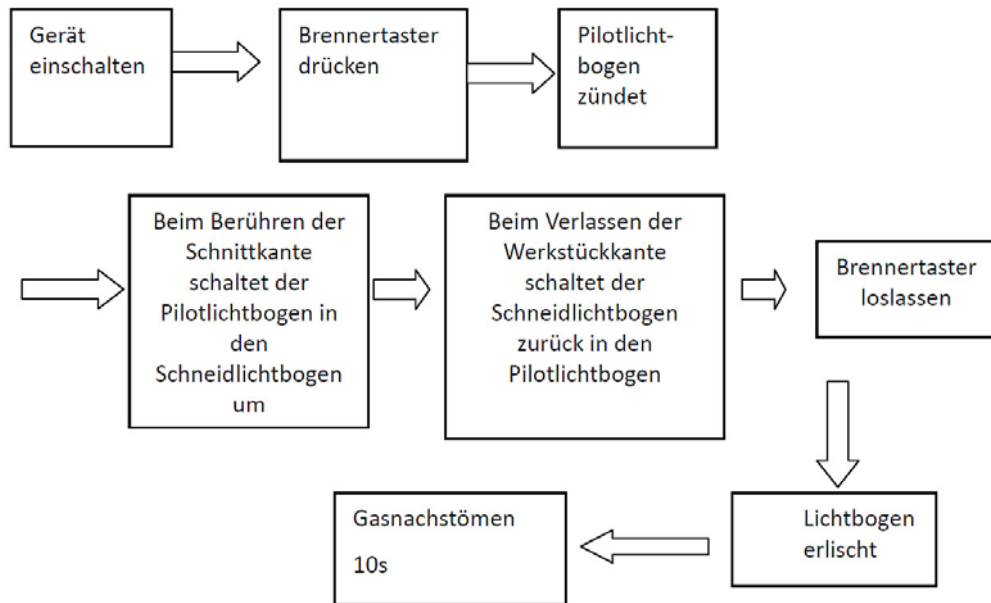 Gerät
einschalten
Brennertaster
drücken
Pilotlicht-
bogen
zündet
Beim Berühren der
Schnittkante
schaltet der
Pilotlichtbogen in
den
Schneidlichtbogen
um
Beim Verlassen der
Werkstückkante
schaltet der
Schneidlichtbogen
zurück in den
Pilotlichtbogen
Brennertaster
loslassen
Lichtbogen
erlischt
Gasnachstömen
10s